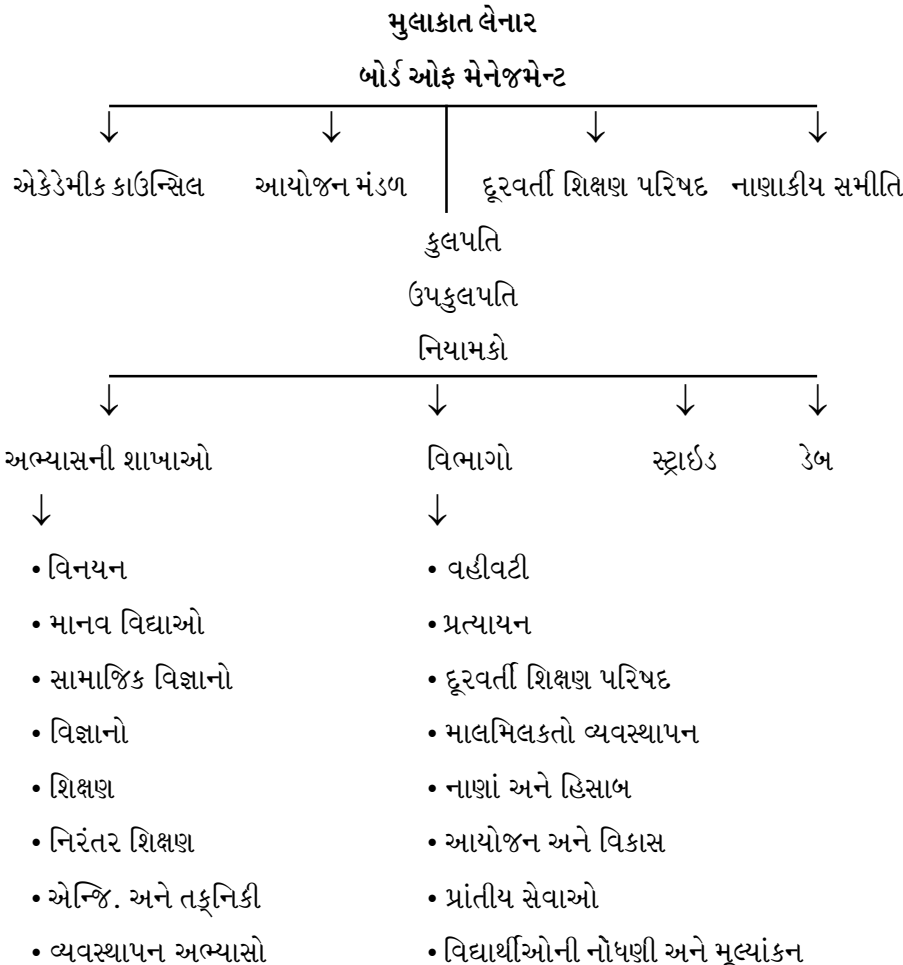 મુલાકાત લેનાર
બોર્ડ ઓફ મેનેજમેન્ટ
↓ ↓ ↓ ↓
એકેડેમીક કાઉન્સિલ આયોજન મંડળ દૂરવર્તી શિક્ષણ પરિષદ નાણાકીય સમીતિ
કુલપતિ
ઉપકુલપતિ
નિયામકો
↓ ↓ ↓ ↓
અભ્યાસની શાખાઓ વિભાગો સ્ટ્રાઇડ ડેબ
↓ ↓
• વિનયન • વહીવટી
• માનવ વિદ્યાઓ • પ્રત્યાયન
• સામાજિક વિજ્ઞાનો • દૂરવર્તી શિક્ષણ પરિષદ
• વિજ્ઞાનો • માલમિલકતો વ્યવસ્થાપન
• શિક્ષણ • નાણાં અને હિસાબ
• નિરંતર શિક્ષણ • આયોજન અને વિકાસ
• એન્જિ. અને તક્નિકી • પ્રાંતીય સેવાઓ
• વ્યવસ્થાપન અભ્યાસો • વિદ્યાર્થીઓની નોંધણી અને મૂલ્યાંકન